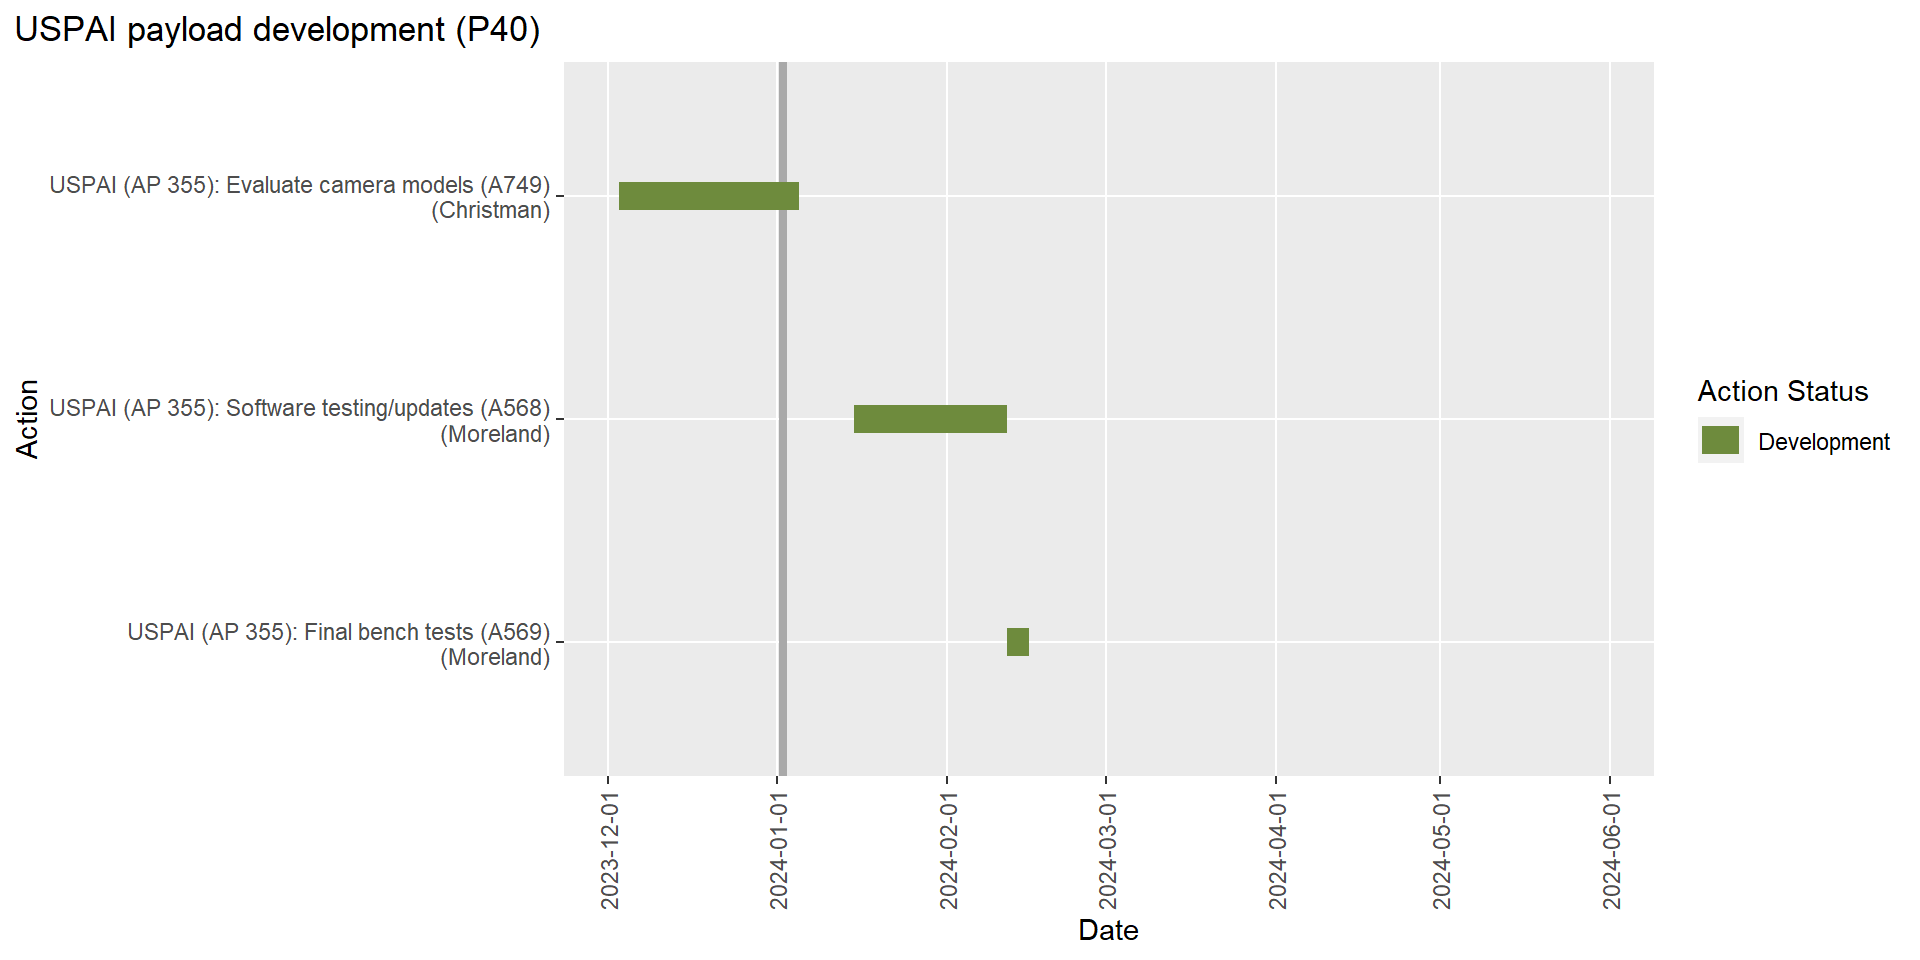 USPAI payload development (P40)
USPAI (AP 355): Evaluate camera models (A749)
(Christman)
USPAI (AP 355): Software testing/updates (A568)
(Moreland)
USPAI (AP 355): Final bench tests (A569)
(Moreland)
Action
2023-12-01
2024-01-01
2024-02-01
2024-03-01
2024-04-01
2024-05-01
2024-06-01
Date
Action Status
Development